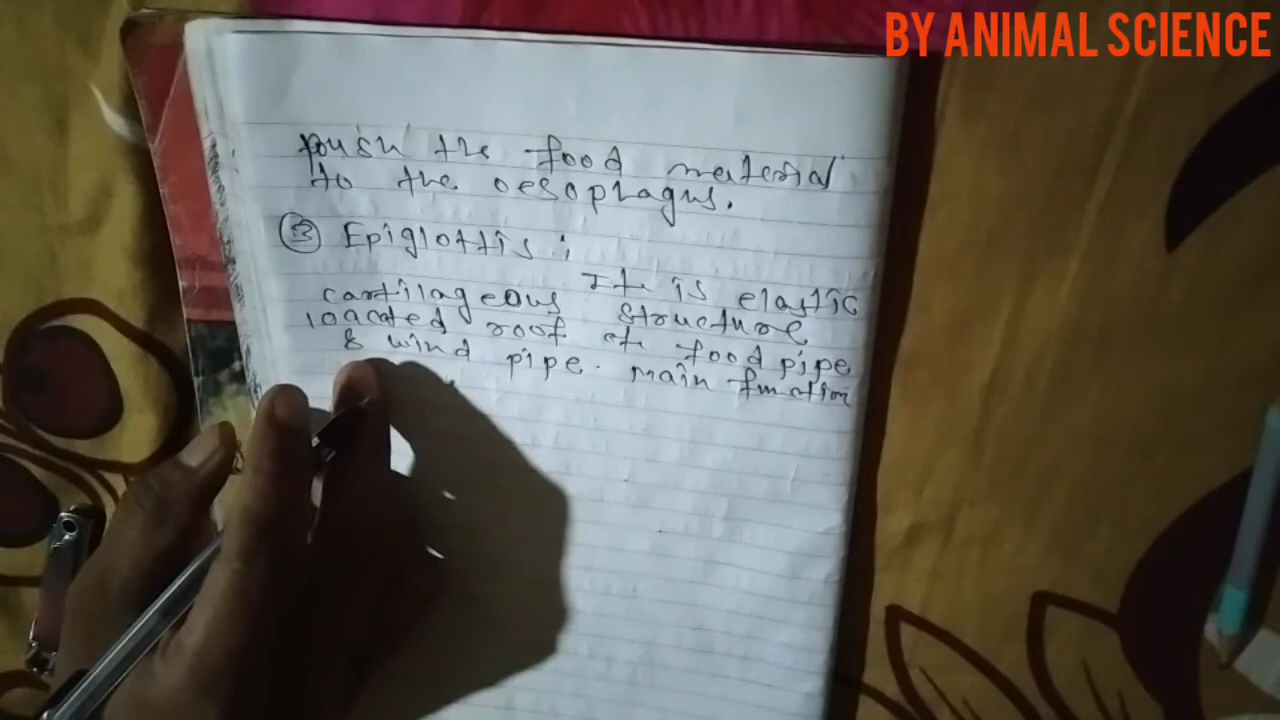 BY ANIMAL SCIENCE
push the food material
to the oesophagus.
③ Epiglottis :
It is elastic
cartilageous structure
loacated roof of food pipe
& wind pipe. main function